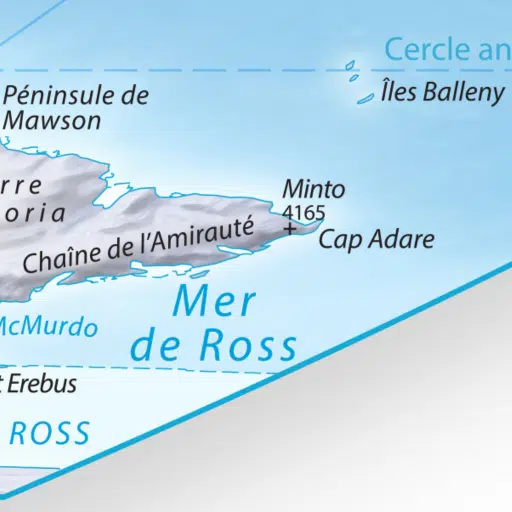 Cercle an
Péninsule de
Mawson
Îles Balleny
rre
oria
Minto
4165
Chaîne de l'Amirauté
Cap Adare
Mer
de Ross
McMurdo
t Erebus
ROSS